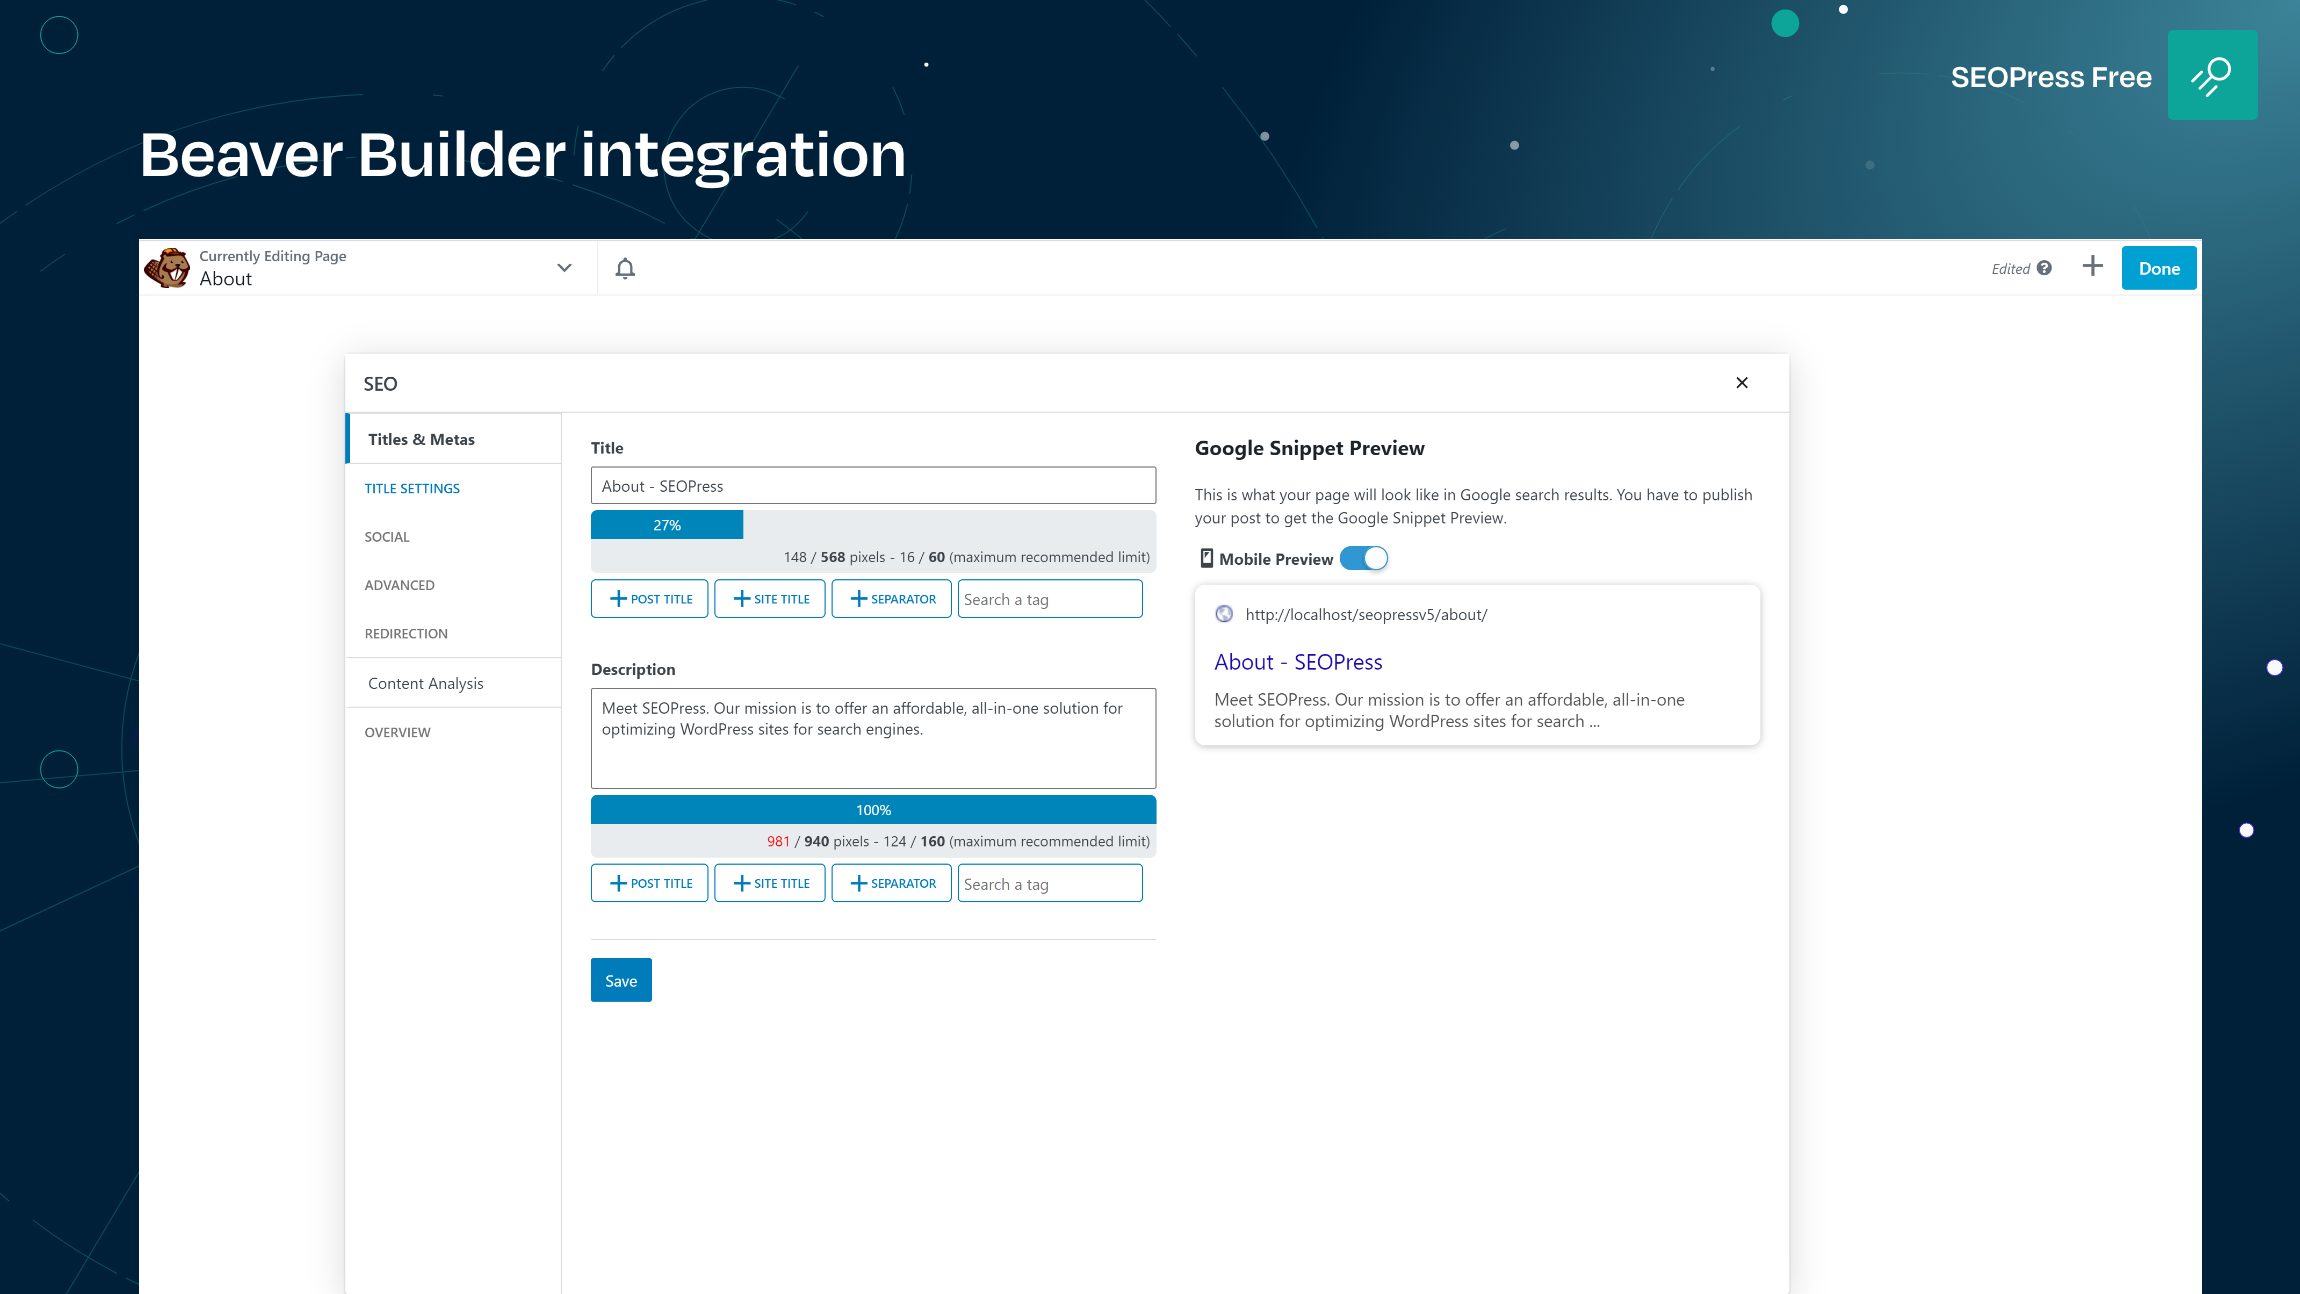 SEOPress Free
Beaver Builder integration
Currently Editing Page
About
Edited
Done
SEO
Titles & Metas
TITLE SETTINGS
SOCIAL
ADVANCED
REDIRECTION
Content Analysis
OVERVIEW
Title
About - SEOPress
27%
148 / 568 pixels - 16 / 60 (maximum recommended limit)
POST TITLE
SITE TITLE
SEPARATOR
Search a tag
Description
Meet SEOPress. Our mission is to offer an affordable, all-in-one solution for
optimizing WordPress sites for search engines.
100%
981 / 940 pixels - 124 / 160 (maximum recommended limit)
POST TITLE
SITE TITLE
SEPARATOR
Search a tag
Save
Google Snippet Preview
This is what your page will look like in Google search results. You have to publish
your post to get the Google Snippet Preview.
Mobile Preview
http://localhost/seopressv5/about/
About - SEOPress
Meet SEOPress. Our mission is to offer an affordable, all-in-one
solution for optimizing WordPress sites for search ...